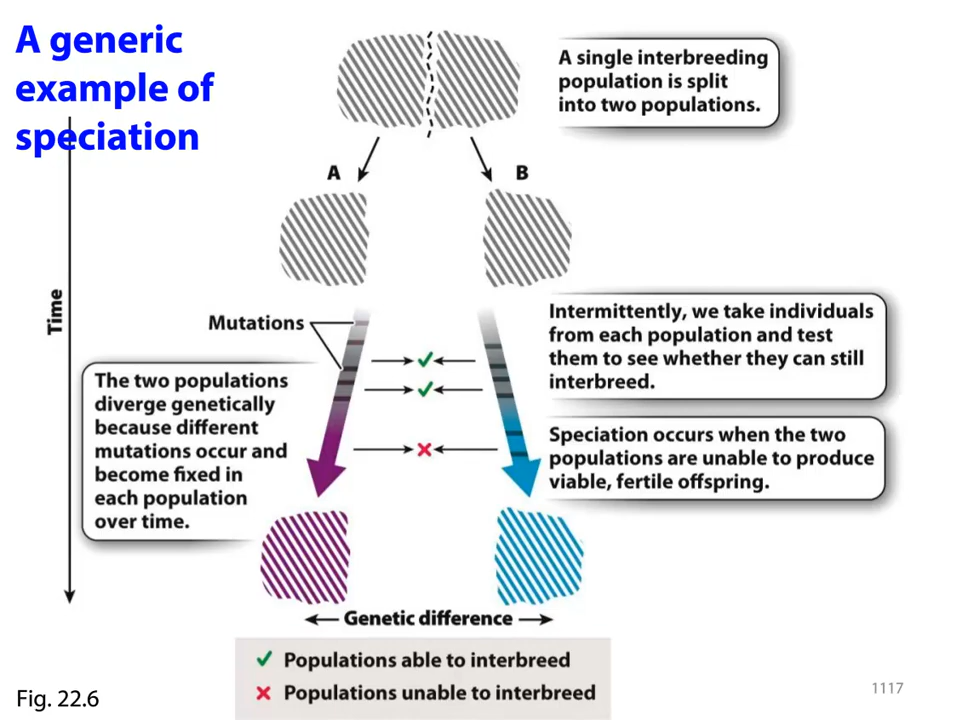 A generic
example of
speciation
A single interbreeding
population is split
into two populations.
A
B
Time
Mutations
Intermittently, we take individuals
from each population and test
them to see whether they can still
interbreed.
The two populations
diverge genetically
because different
mutations occur and
become fixed in
each population
over time.
Speciation occurs when the two
populations are unable to produce
viable, fertile offspring.
Genetic difference
Populations able to interbreed
Populations unable to interbreed
Fig. 22.6
1117